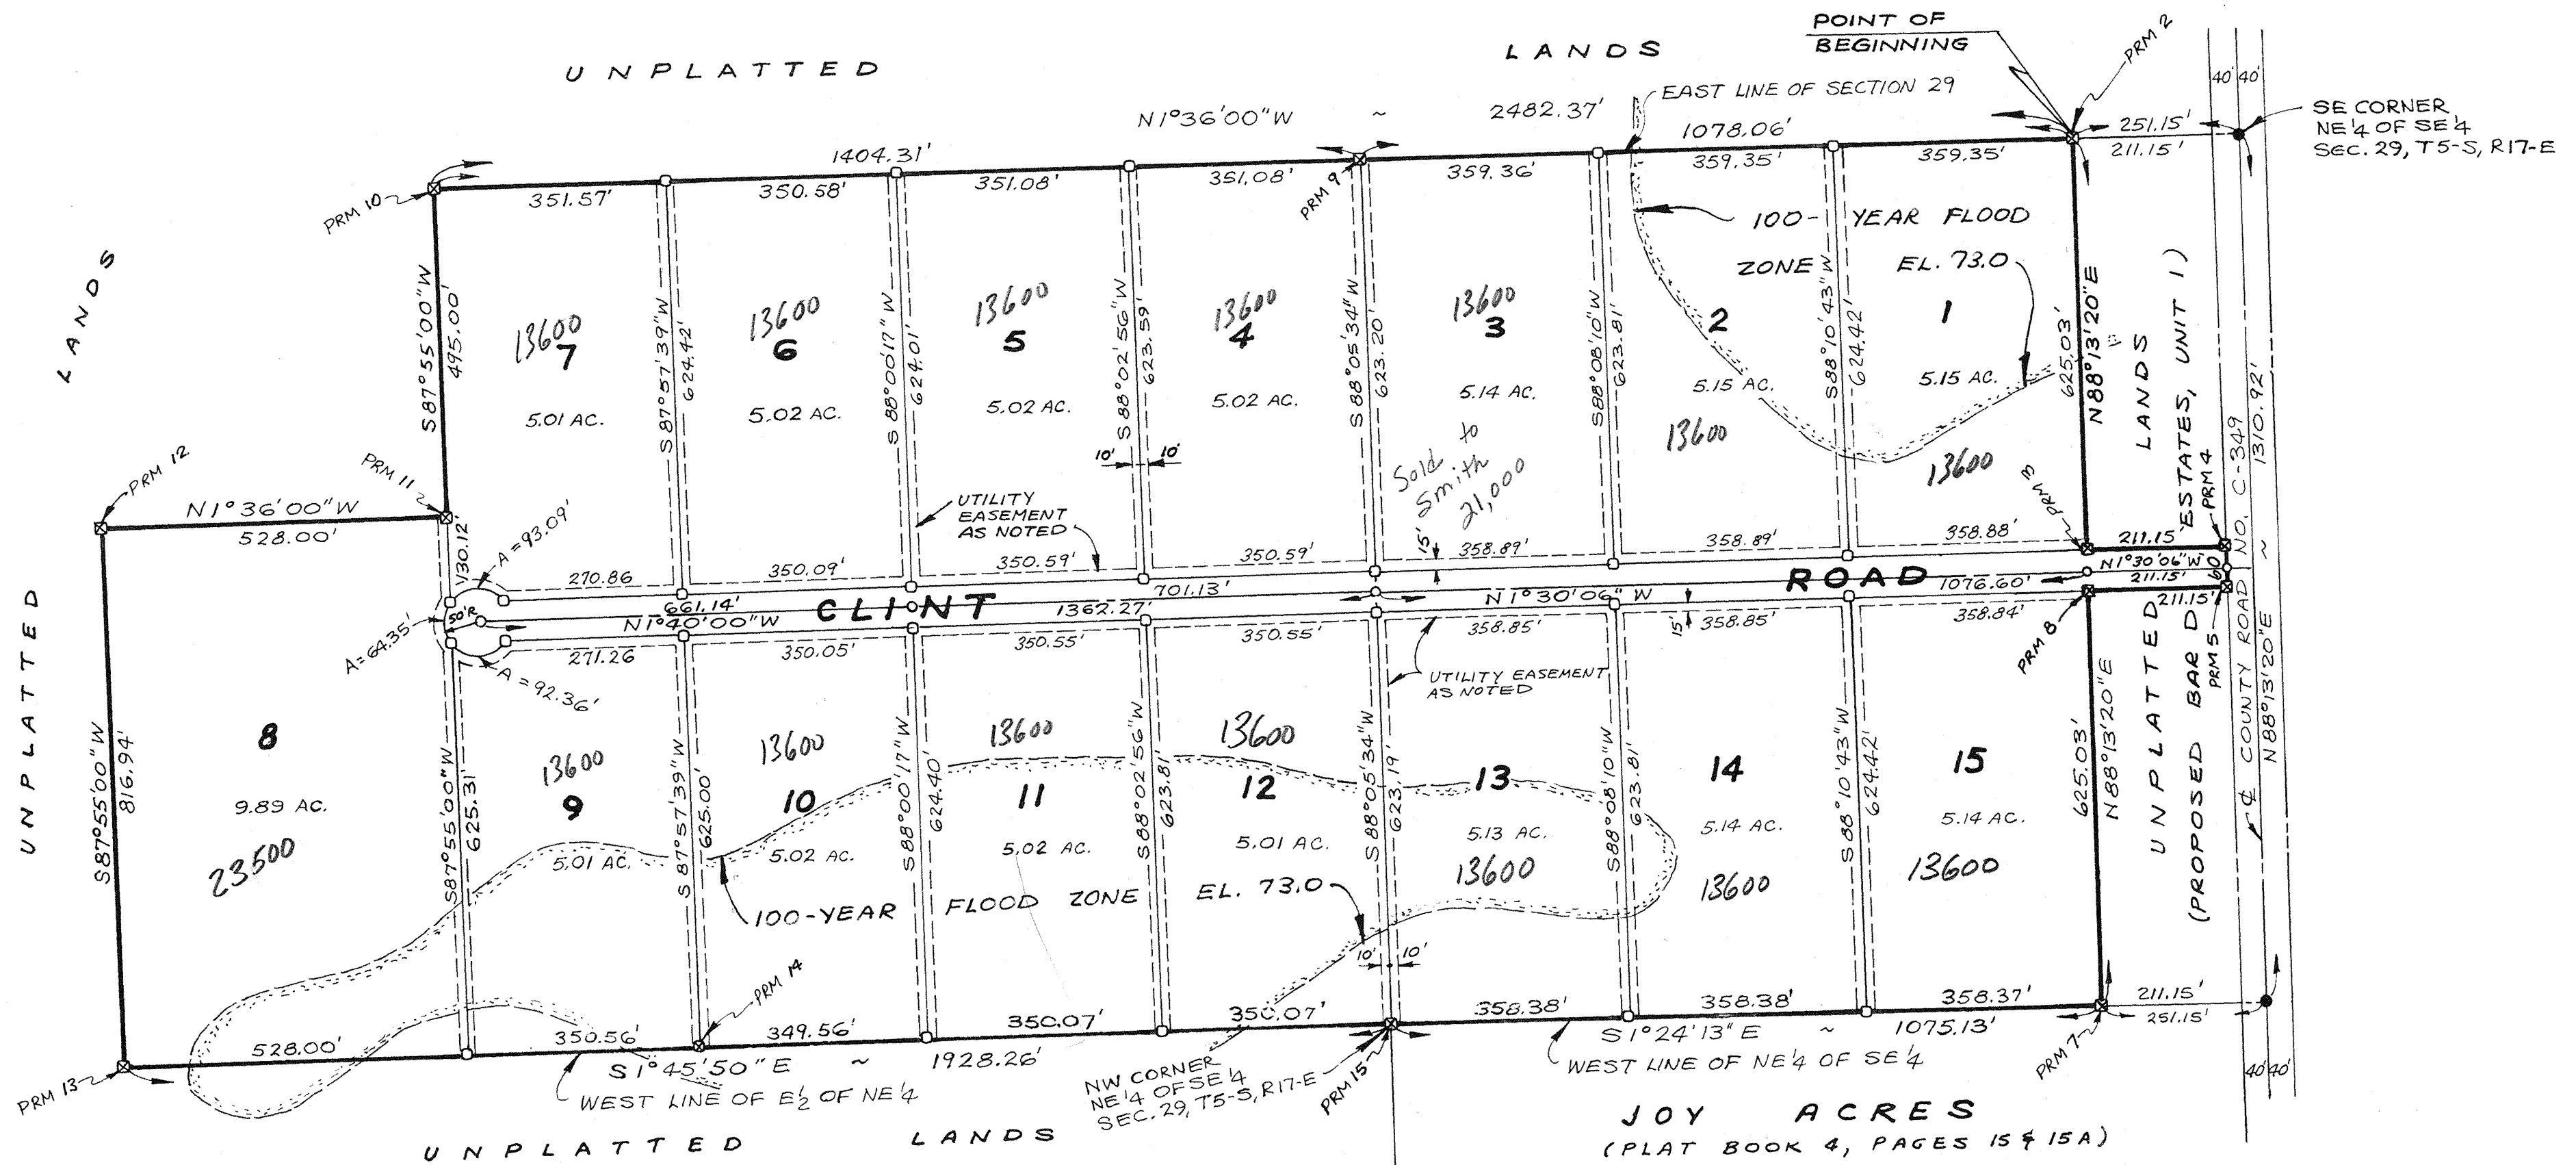 UNPLATTED LANDS
POINT OF
BEGINNING
PRM 2
EAST LINE OF SECTION 29
N1°36'00"W ~ 2482.37'
1404.31'
1078.06'
251.15'
211.15'
40' 40'
SE CORNER
NE¼ OF SE¼
SEC. 29, T5-S, R17-E
PRM 10
351.57'
350.58'
351.08'
351.08'
PRM 9
359.36'
359.35'
359.35'
100-YEAR FLOOD
ZONE EL. 73.0
LANDS
S87°55'00"W
495.00'
13600
7
5.01 AC.
S87°57'39"W
624.42'
13600
6
5.02 AC.
S88°00'17"W
624.01'
13600
5
5.02 AC.
S88°02'56"W
623.59'
13600
4
5.02 AC.
S88°05'34"W
623.20'
13600
3
5.14 AC.
Sold to
Smith
21,000
S88°08'10"W
623.81'
2
5.15 AC.
13600
S88°10'43"W
624.42'
1
5.15 AC.
13600
625.03'
N88°13'20"E
10' 10'
UTILITY
EASEMENT
AS NOTED
PRM 12
PRM 11
N1°36'00"W
528.00'
130.12'
A=93.09'
50'R
A=64.35'
A=92.36'
270.86
350.09'
350.59'
350.59'
15'
358.89'
358.89'
358.88'
PRM 3
211.15'
PRM 4
CLINT ROAD
661.14'
701.13'
N1°40'00"W
1362.27'
N1°30'06"W
1076.60'
N1°30'06"W
211.15'
60
211.15'
PRM 5
PRM 8
271.26
350.05'
350.55'
350.55'
358.85'
15'
358.85'
358.84'
UTILITY EASEMENT
AS NOTED
UNPLATTED
S87°55'00"W
816.94'
8
9.89 AC.
23500
S87°55'00"W
625.31'
13600
9
5.01 AC.
S87°57'39"W
625.00'
13600
10
5.02 AC.
S88°00'17"W
624.40'
13600
11
5.02 AC.
S88°02'56"W
623.81'
13600
12
5.01 AC.
S88°05'34"W
623.19'
13
5.13 AC.
13600
S88°08'10"W
623.81'
14
5.14 AC.
13600
S88°10'43"W
624.42'
15
5.14 AC.
13600
625.03'
N88°13'20"E
UNPLATTED LANDS
(PROPOSED BAR D ESTATES, UNIT 1)
℄ COUNTY ROAD NO. C-349
N88°13'20"E ~ 1310.92'
100-YEAR FLOOD ZONE EL. 73.0
PRM 14
10' 10'
PRM 13
528.00'
350.56'
349.56'
350.07'
350.07'
358.38'
358.38'
358.37'
211.15'
251.15'
S1°45'50"E ~ 1928.26'
WEST LINE OF E½ OF NE¼
NW CORNER
NE¼ OF SE¼
SEC. 29, T5-S, R17-E
PRM 15
S1°24'13"E ~ 1075.13'
WEST LINE OF NE¼ OF SE¼
PRM 7
40' 40'
UNPLATTED LANDS
JOY ACRES
(PLAT BOOK 4, PAGES 15 & 15A)